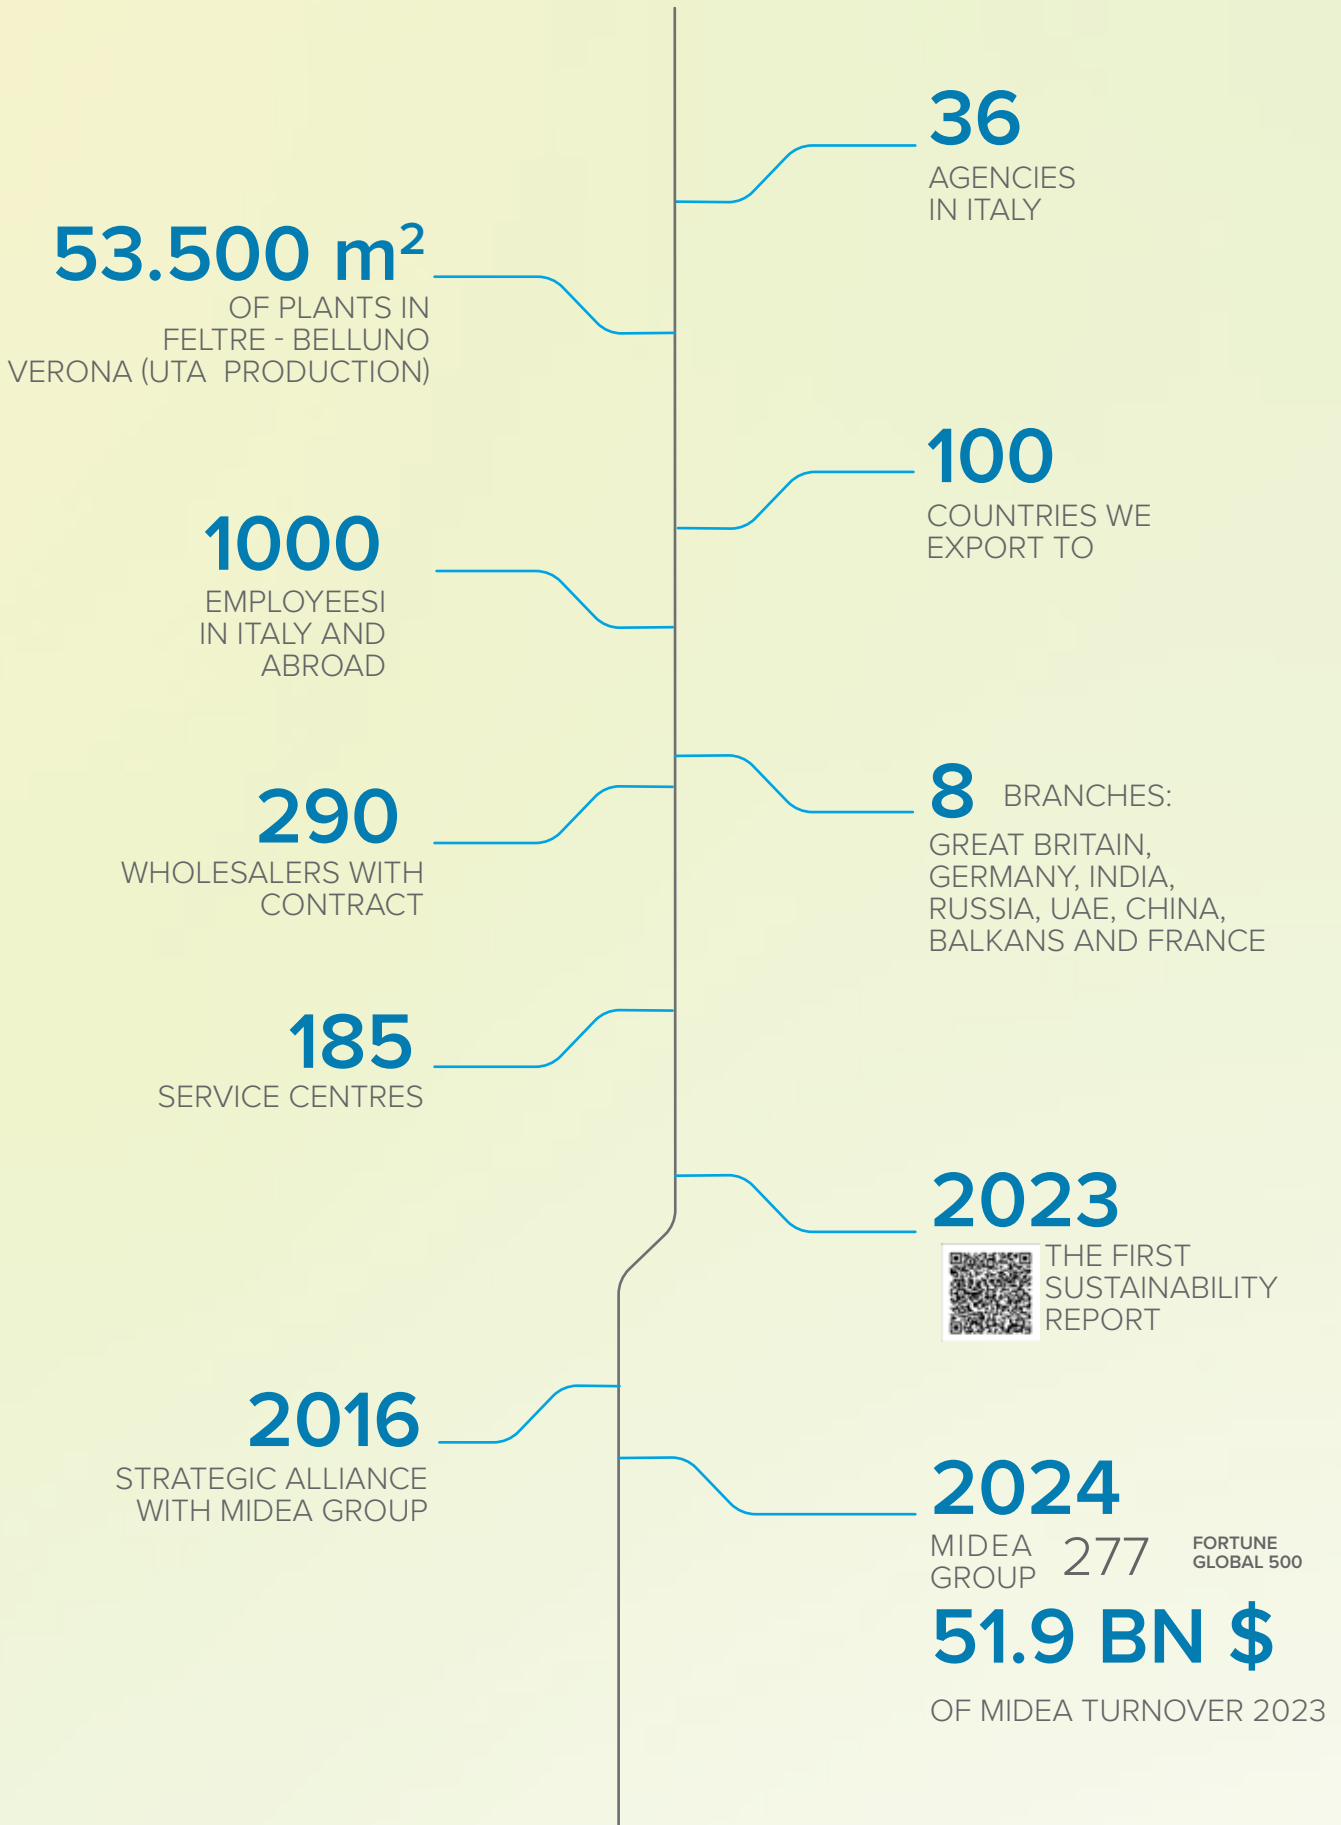 36
AGENCIES
IN ITALY
53.500 m²
OF PLANTS IN
FELTRE - BELLUNO
VERONA (UTA PRODUCTION)
100
COUNTRIES WE
EXPORT TO
1000
EMPLOYEESI
IN ITALY AND
ABROAD
8 BRANCHES:
GREAT BRITAIN,
GERMANY, INDIA,
RUSSIA, UAE, CHINA,
BALKANS AND FRANCE
290
WHOLESALERS WITH
CONTRACT
185
SERVICE CENTRES
2023
THE FIRST
SUSTAINABILITY
REPORT
2016
STRATEGIC ALLIANCE
WITH MIDEA GROUP
2024
MIDEA
GROUP
277
FORTUNE
GLOBAL 500
51.9 BN $
OF MIDEA TURNOVER 2023